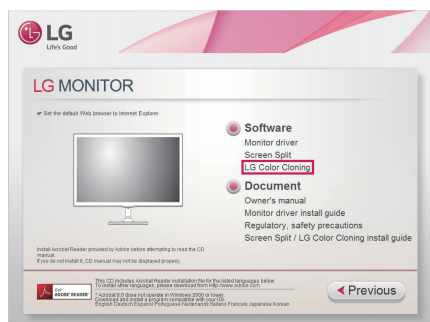 LG
Life's Good
LG MONITOR
☞ Set the default Web browser to Internet Explorer.
Software
Monitor driver
Screen Split
LG Color Cloning
Document
Owner's manual
Monitor driver install guide
Regulatory, safety precautions
Screen Split / LG Color Cloning install guide
Install Acrobat Reader provided by Adobe before attempting to read the CD
manual.
If you do not install it, CD manual may not be displayed properly.
Get
ADOBE® READER®
This CD includes Acrobat Reader installation file for the listed languages below.
To install other languages, please download from Http://www.adobe.com
* Acrobat 8.0 dose not operate in Windows 2000 or lower.
Download and install a program compatible with your OS.
English Deutsch Espanol Portuguese Nederlands Italiano Francais Japanese Korean
Previous